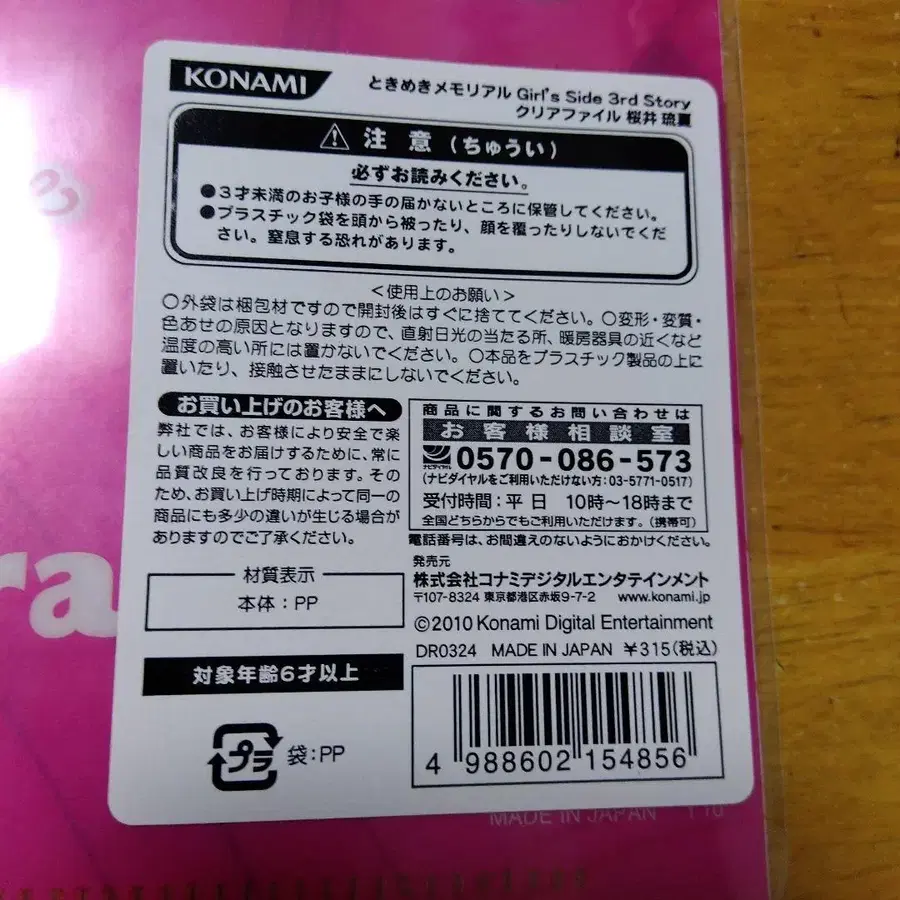 KONAMI
ときめきメモリアル Girl's Side 3rd Story
クリアファイル 桜井 琉夏
注 意 (ちゅうい)
必ずお読みください。
●3才未満のお子様の手の届かないところに保管してください。
●プラスチック袋を頭から被ったり、顔を覆ったりしないでくだ
さい。窒息する恐れがあります。
<使用上のお願い>
○外袋は梱包材ですので開封後はすぐに捨ててください。○変形・変質・
色あせの原因となりますので、直射日光の当たる所、暖房器具の近くなど
温度の高い所には置かないでください。○本品をプラスチック製品の上に
置いたり、接触させたままにしないでください。
お買い上げのお客様へ
弊社では、お客様により安全で楽
しい商品をお届けするために、常に
品質改良を行っております。その
ため、お買い上げ時期によって同一の
商品にも多少の違いが生じる場合が
ありますのでご了承ください。
材質表示
本体：PP
対象年齢6才以上
プラ 袋：PP
商品に関するお問い合わせは
お客様相談室
ナビダイヤル 0570-086-573
(ナビダイヤルをご利用いただけない方：03-5771-0517)
受付時間：平日 10時～18時まで
全国どちらからでもご利用いただけます。(携帯可)
電話番号は、お間違えのないようにおかけください。
発売元
株式会社コナミデジタルエンタテインメント
〒107-8324 東京都港区赤坂9-7-2 www.konami.jp
©2010 Konami Digital Entertainment
DR0324 MADE IN JAPAN ¥315(税込)
4 988602 154856
ra
MADE IN JAPAN